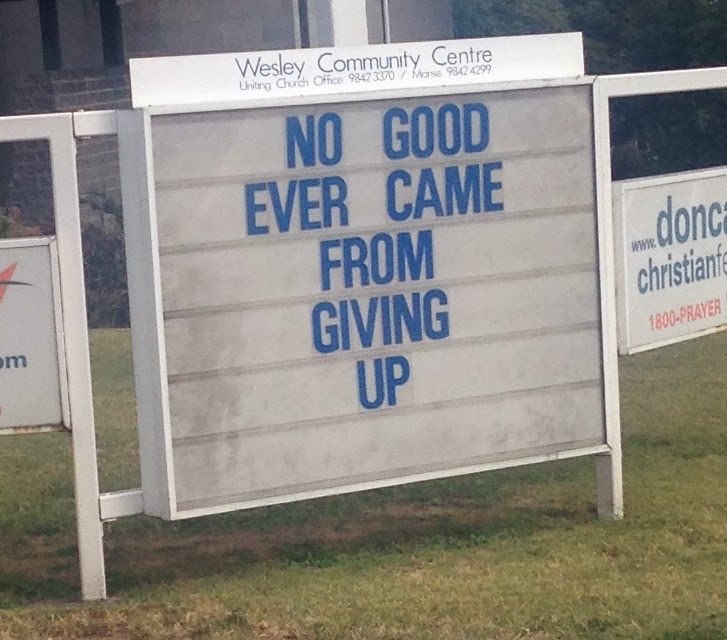 Wesley Community Centre
Uniting Church Office 9842 3370 / Manse 9842 4299
NO GOOD
EVER CAME
FROM
GIVING
UP
om
www.donca
christianfe
1800-PRAYER